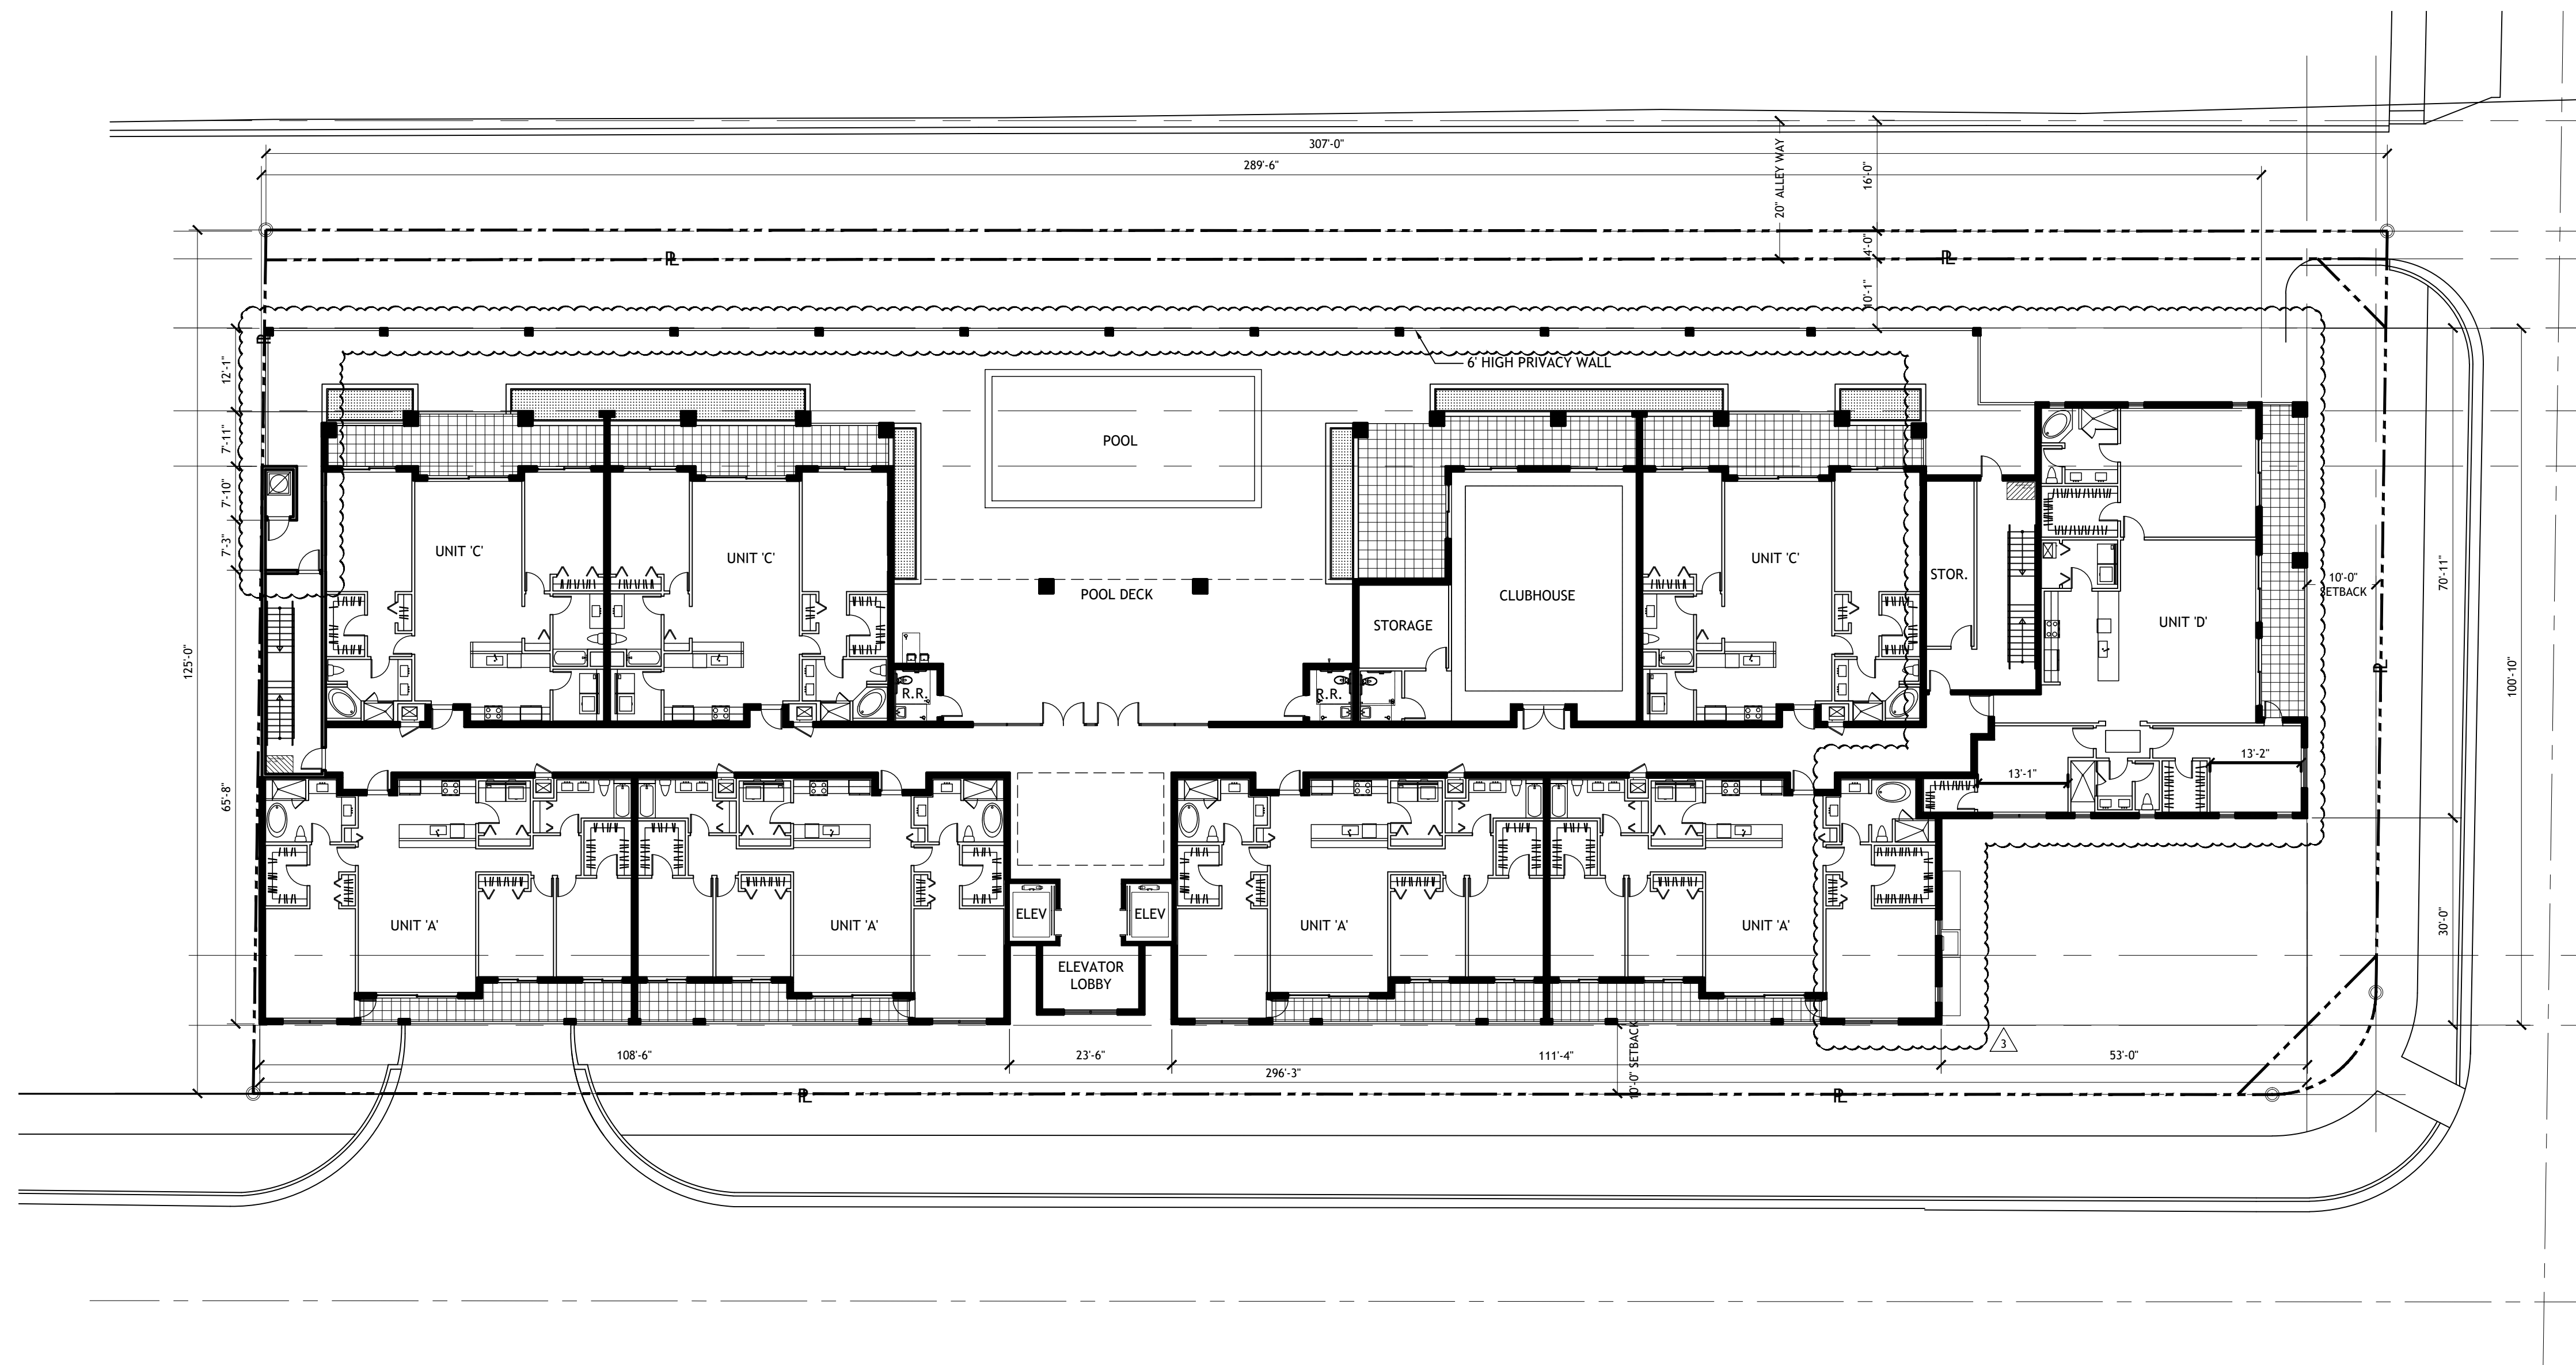 307'-0"
289'-6"
20" ALLEY WAY
16'-0"
4'-0"
PL
PL
10'-1"
PL
6' HIGH PRIVACY WALL
12'-1"
7'-11"
7'-10"
7'-3"
POOL
UNIT 'C'
UNIT 'C'
UNIT 'C'
POOL DECK
CLUBHOUSE
STOR.
10'-0"
SETBACK
70'-11"
STORAGE
UNIT 'D'
125'-0"
PL
100'-10"
R.R.
R.R.
13'-2"
13'-1"
65'-8"
ELEV
ELEV
UNIT 'A'
UNIT 'A'
UNIT 'A'
UNIT 'A'
30'-0"
ELEVATOR
LOBBY
3
108'-6"
23'-6"
111'-4"
53'-0"
296'-3"
10'-0" SETBACK
PL
PL